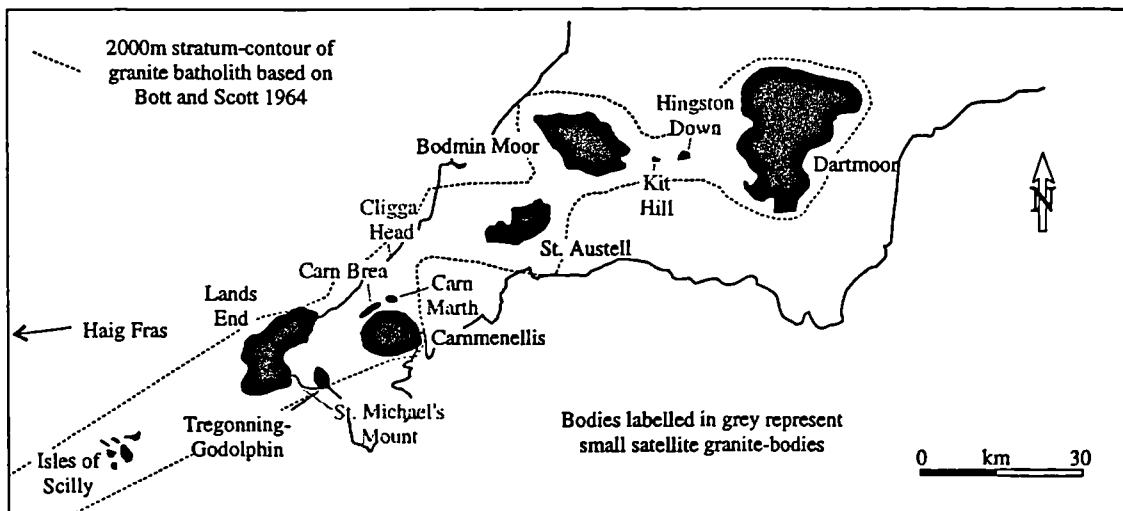 2000m stratum-contour of
granite batholith based on
Bott and Scott 1964
Hingston
Down
Bodmin Moor
Dartmoor
Kit
Hill
N
Cligga
Head
St. Austell
Carn Brea
Carn
Marth
Lands
End
Haig Fras
Carnmenellis
Tregonning-
Godolphin
St. Michael's
Mount
Bodies labelled in grey represent
small satellite granite-bodies
Isles of
Scilly
0 km 30